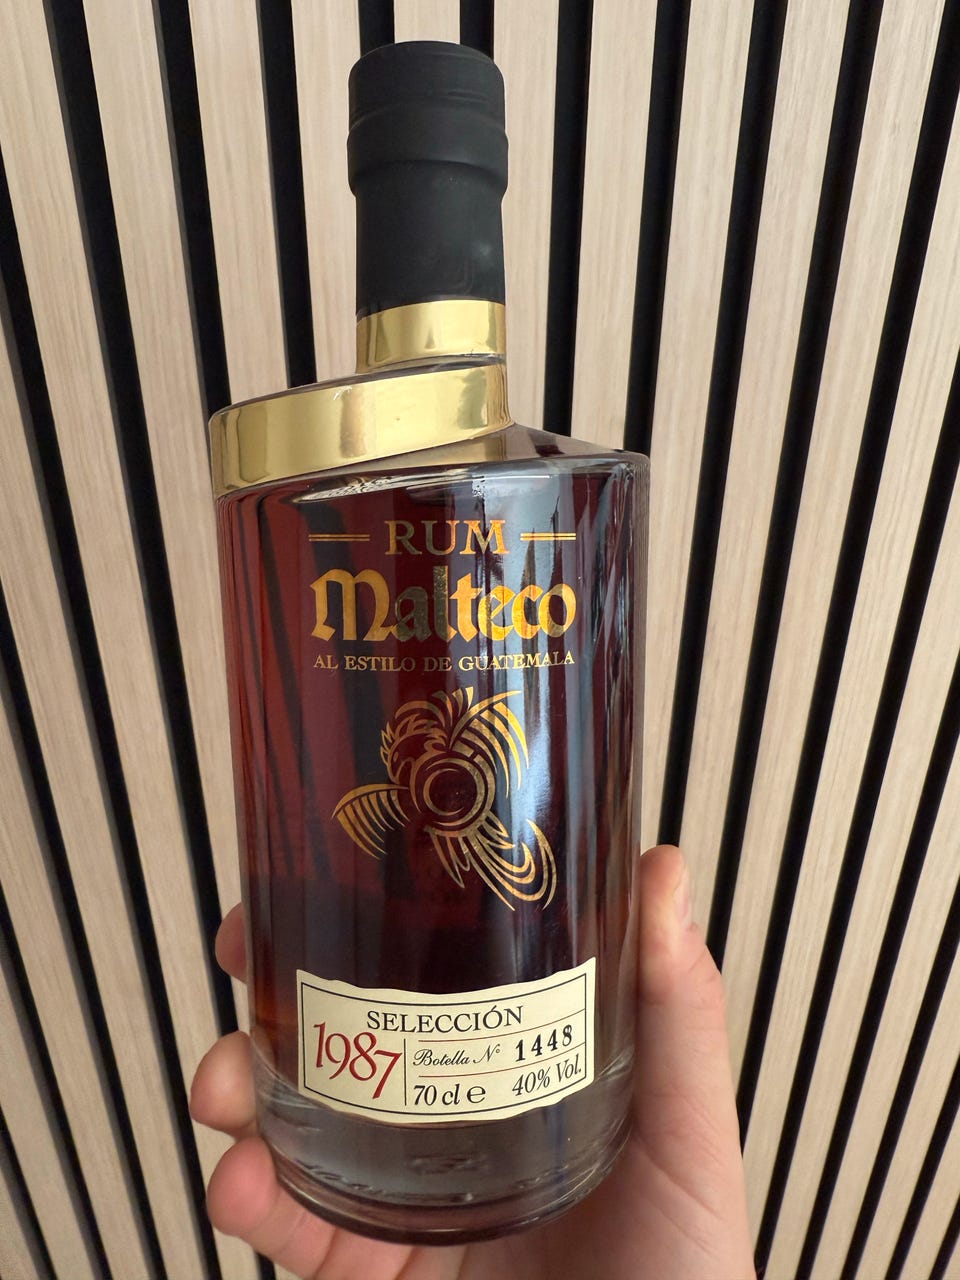 RUM
Malteco
AL ESTILO DE GUATEMALA
SELECCIÓN
1987
Botella Nº 1448
70 cl e 40% Vol.